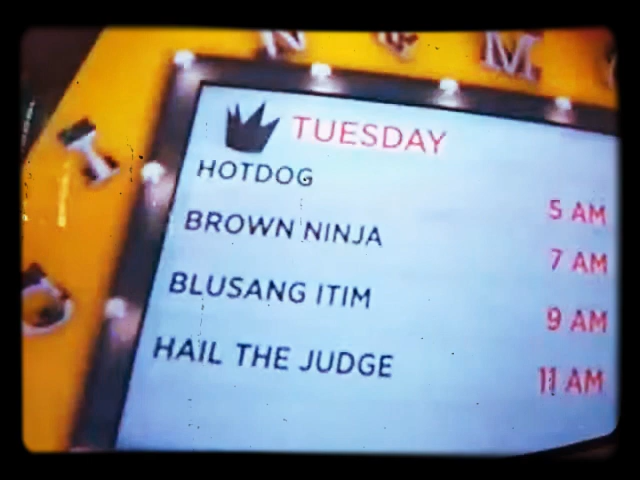 TUESDAY
HOTDOG 5 AM
BROWN NINJA 7 AM
BLUSANG ITIM 9 AM
HAIL THE JUDGE 11 AM